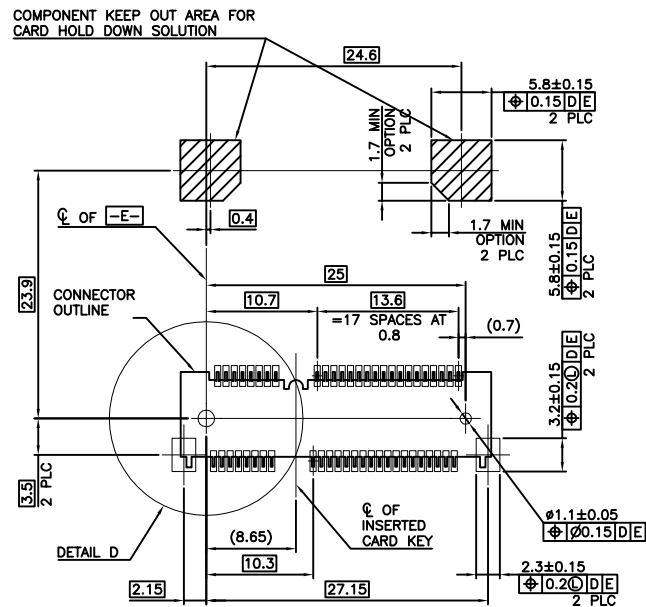 COMPONENT KEEP OUT AREA FOR
CARD HOLD DOWN SOLUTION
24.6
5.8±0.15
⌖ 0.15 D E
2 PLC
1.7 MIN
OPTION
2 PLC
℄ OF -E-
0.4
1.7 MIN
OPTION
2 PLC
5.8±0.15
⌖ 0.15 D E
2 PLC
23.9
25
CONNECTOR
OUTLINE
10.7
13.6
=17 SPACES AT
0.8
(0.7)
3.2±0.15
⌖ 0.2Ⓛ D E
2 PLC
3.5
2 PLC
℄ OF
INSERTED
CARD KEY
ø1.1±0.05
⌖ Ø0.15 D E
DETAIL D
(8.65)
10.3
2.3±0.15
⌖ 0.2Ⓛ D E
2 PLC
2.15
27.15